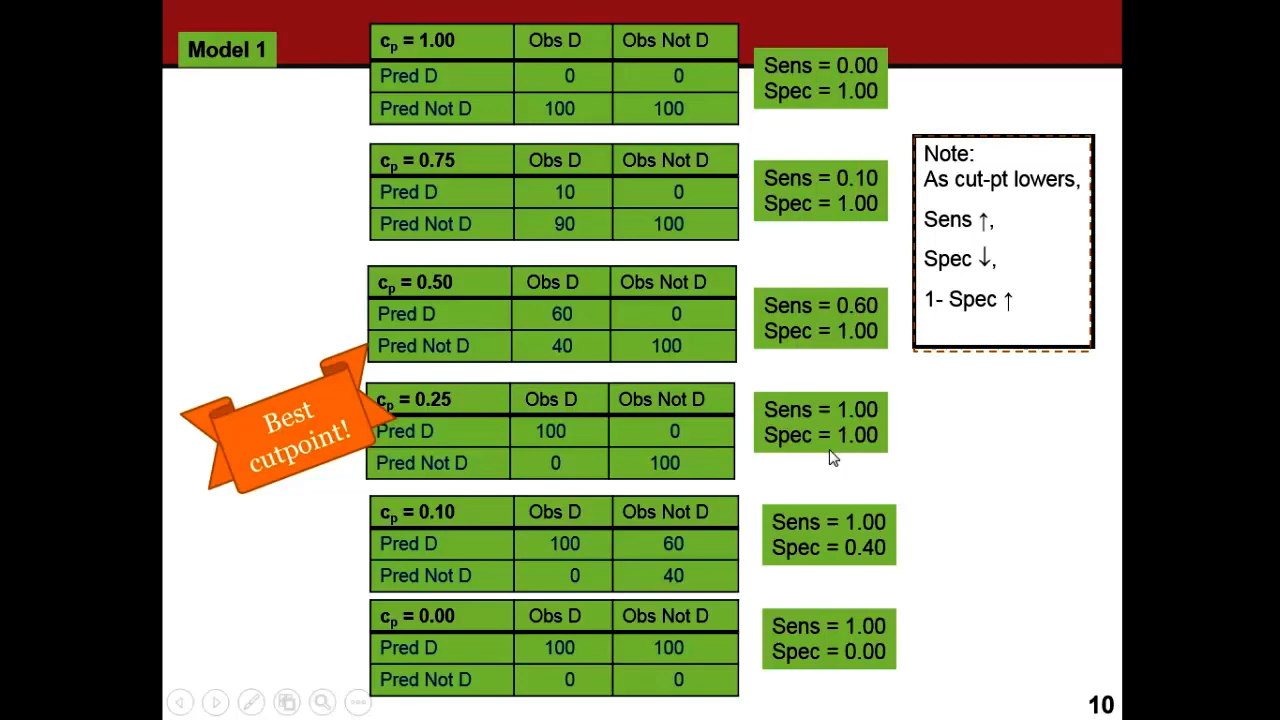 Model 1
cp = 1.00 Obs D Obs Not D
Pred D 0 0
Pred Not D 100 100
Sens = 0.00
Spec = 1.00
cp = 0.75 Obs D Obs Not D
Pred D 10 0
Pred Not D 90 100
Sens = 0.10
Spec = 1.00
Note:
As cut-pt lowers,
Sens ↑,
Spec ↓,
1- Spec ↑
cp = 0.50 Obs D Obs Not D
Pred D 60 0
Pred Not D 40 100
Sens = 0.60
Spec = 1.00
Best
cutpoint!
cp = 0.25 Obs D Obs Not D
Pred D 100 0
Pred Not D 0 100
Sens = 1.00
Spec = 1.00
cp = 0.10 Obs D Obs Not D
Pred D 100 60
Pred Not D 0 40
Sens = 1.00
Spec = 0.40
cp = 0.00 Obs D Obs Not D
Pred D 100 100
Pred Not D 0 0
Sens = 1.00
Spec = 0.00
10